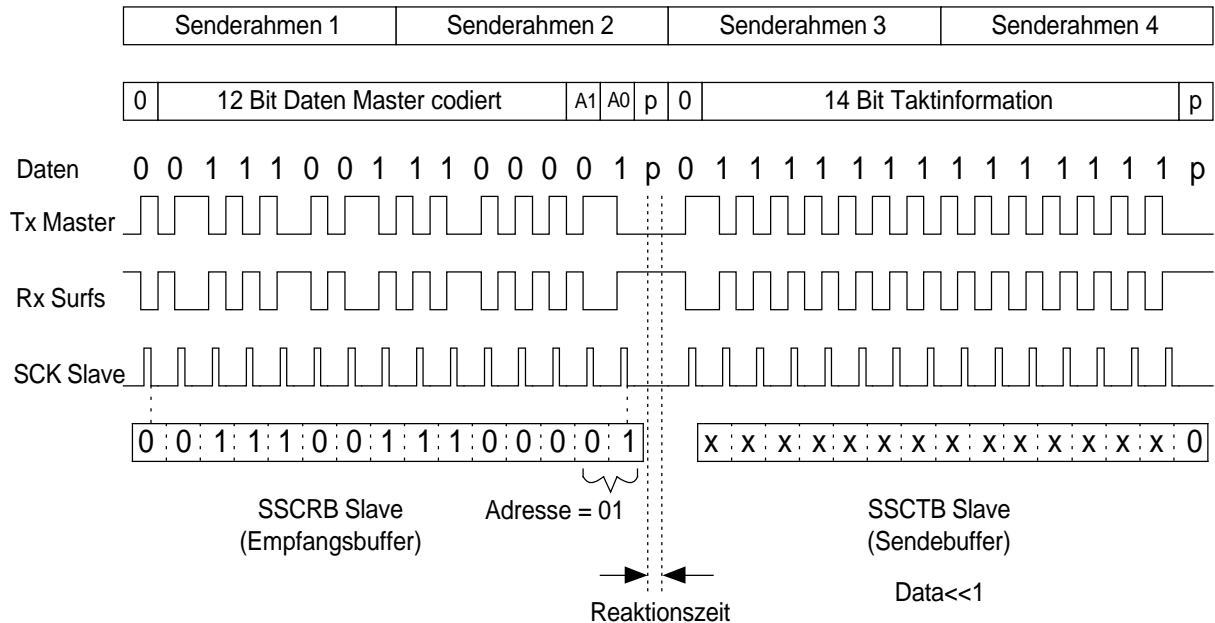 Senderahmen 1 Senderahmen 2 Senderahmen 3 Senderahmen 4
0 12 Bit Daten Master codiert A1 A0 p 0 14 Bit Taktinformation p
Daten 0 0 1 1 1 0 0 1 1 1 0 0 0 0 1 p 0 1 1 1 1 1 1 1 1 1 1 1 1 1 1 p
Tx Master
Rx Surfs
SCK Slave
0 0 1 1 1 0 0 1 1 1 0 0 0 0 1 x x x x x x x x x x x x x x 0
SSCRB Slave
(Empfangsbuffer)
Adresse = 01
SSCTB Slave
(Sendebuffer)
Data<<1
Reaktionszeit